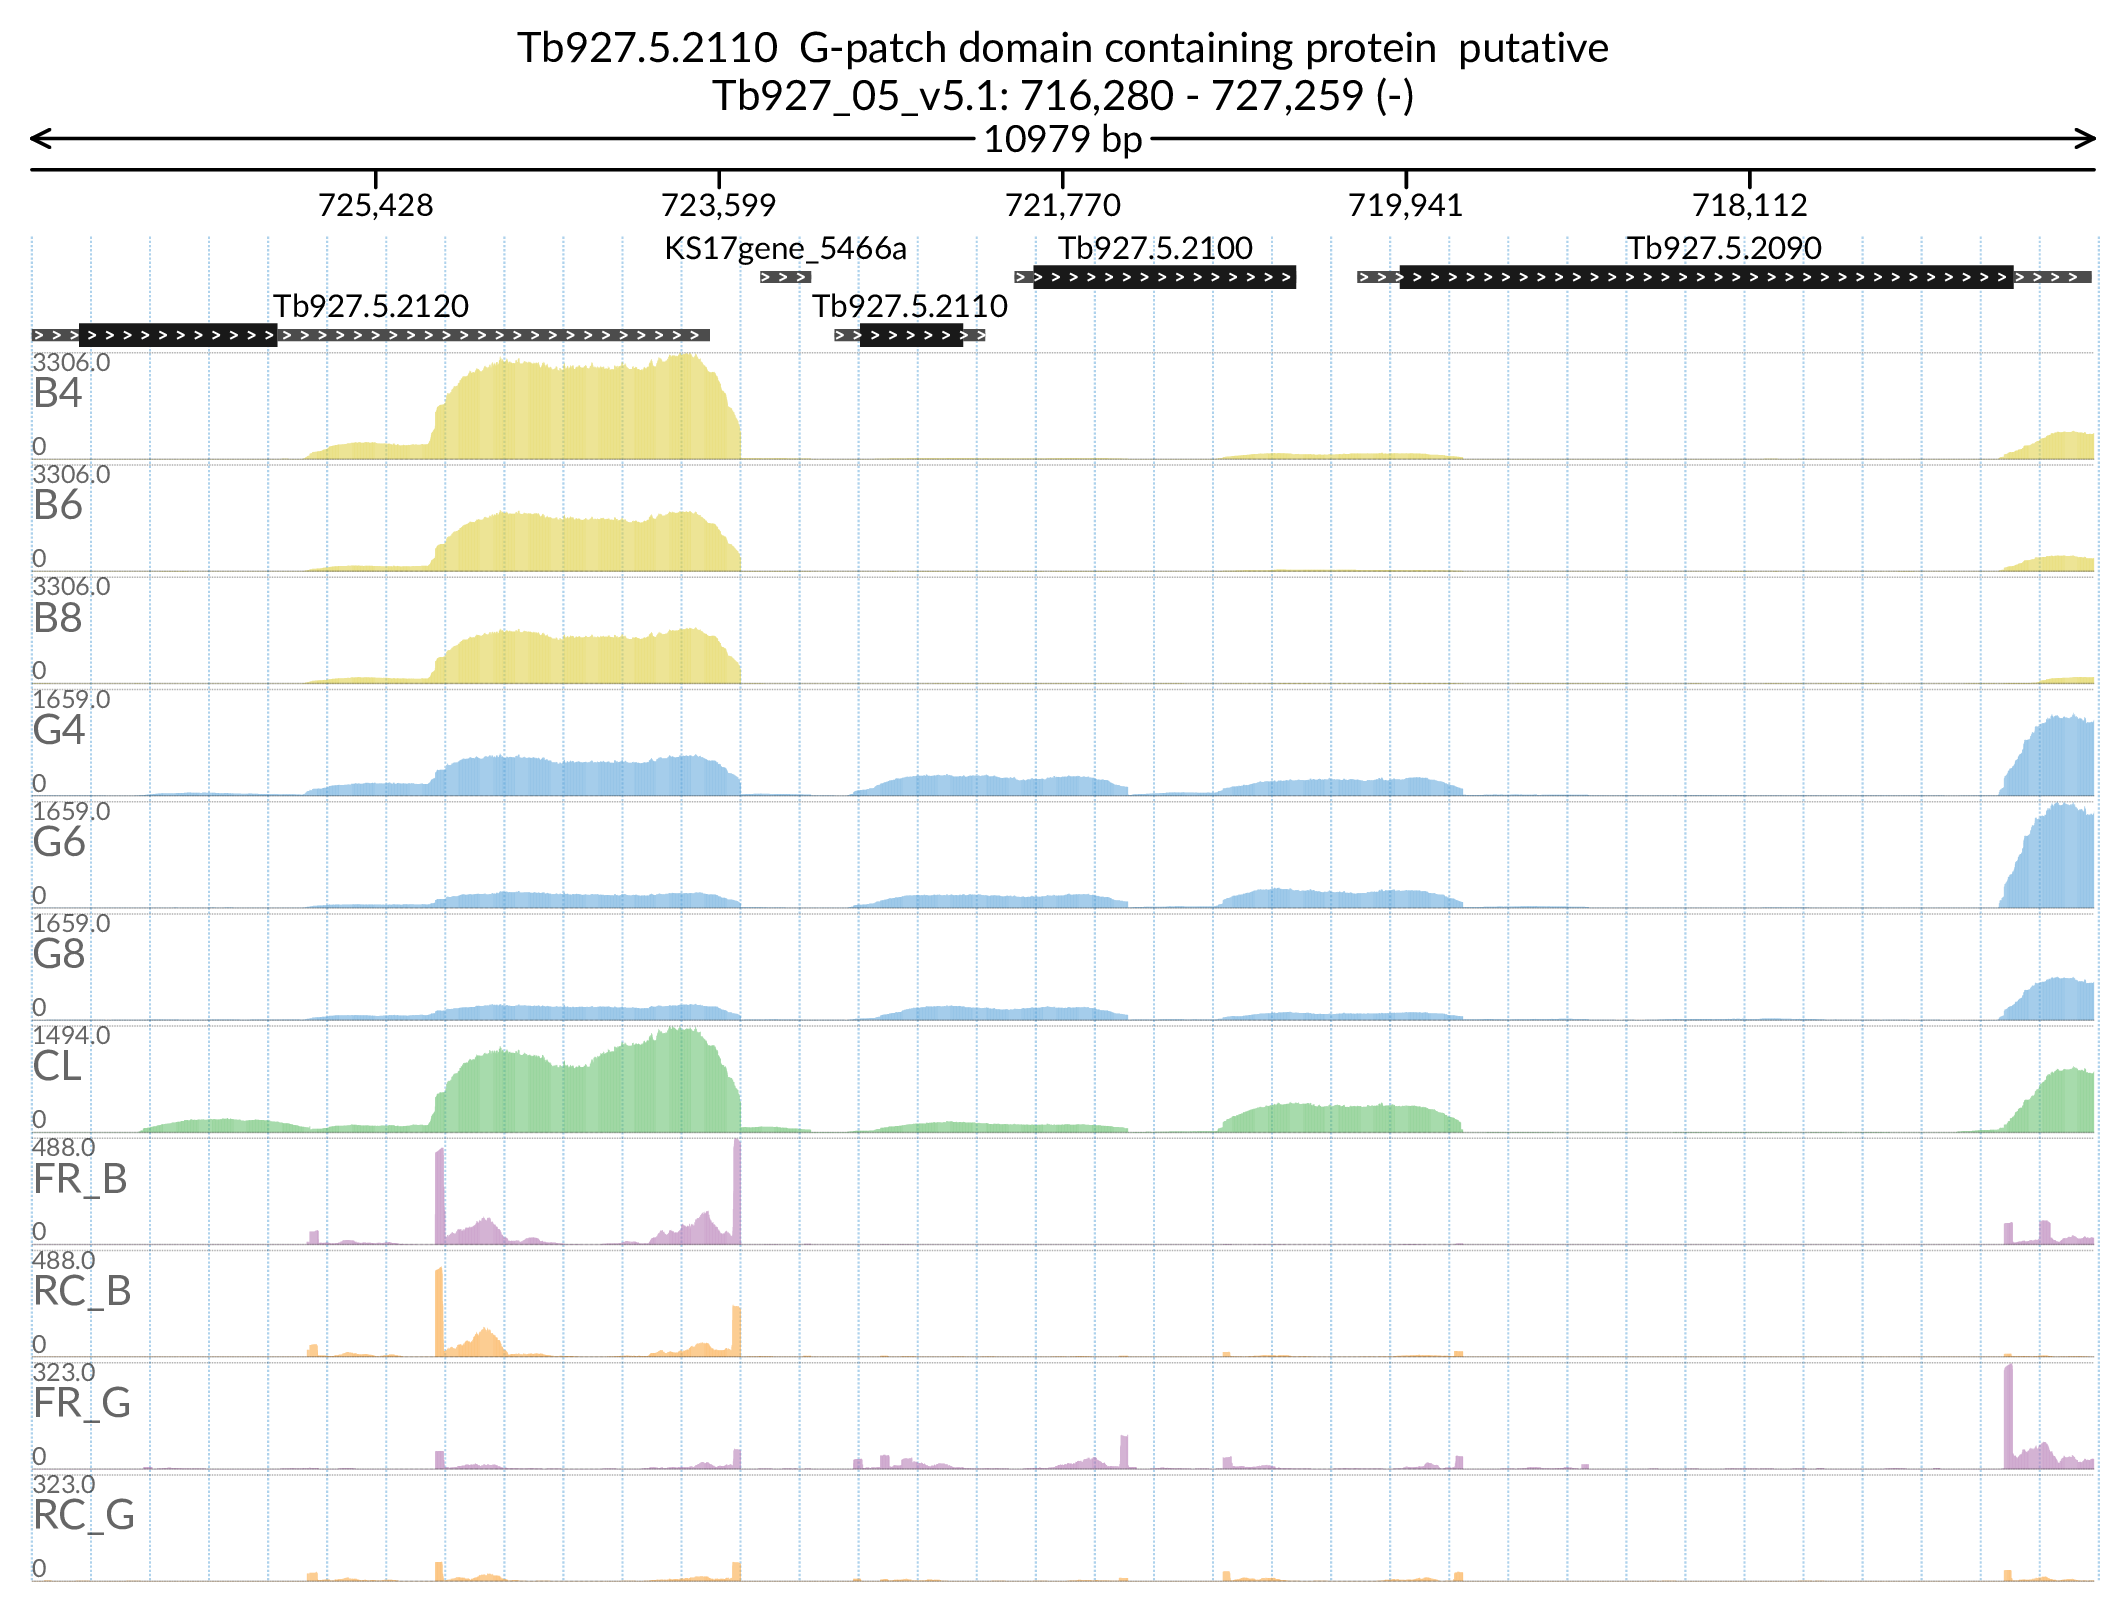 Tb927.5.2110  G-patch domain containing protein  putative
Tb927_05_v5.1: 716,280 - 727,259 (-)
10979 bp
725,428 723,599 721,770 719,941 718,112
KS17gene_5466a Tb927.5.2100 Tb927.5.2090
Tb927.5.2120 Tb927.5.2110
3306.0
B4
0
3306.0
B6
0
3306.0
B8
0
1659.0
G4
0
1659.0
G6
0
1659.0
G8
0
1494.0
CL
0
488.0
FR_B
0
488.0
RC_B
0
323.0
FR_G
0
323.0
RC_G
0